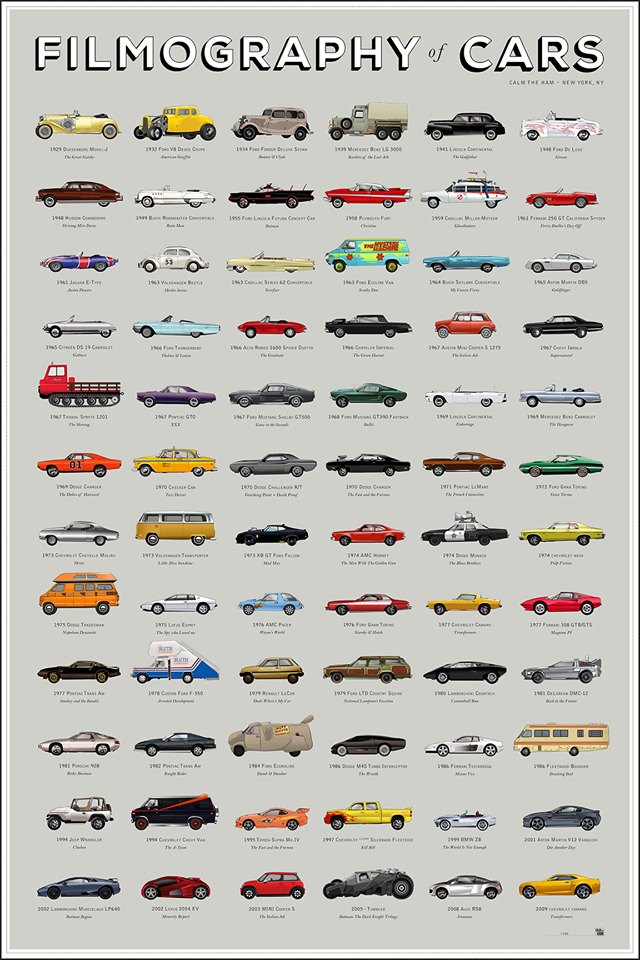 FILMOGRAPHY of CARS
CALM·THE HAM • NEW YORK, NY
1929 Duesenberg Model-J
The Great Gatsby
1932 Ford V8 Deuce Coupe
American Graffiti
1934 Ford Fordor Deluxe Sedan
Bonnie & Clyde
1939 Mercedes Benz LG 3000
Raiders of the Lost Ark
1941 Lincoln Continental
The Godfather
1948 Ford De Luxe
Grease
1948 Hudson Commodore
Driving Miss Daisy
1949 Buick Roadmaster Convertible
Rain Man
1955 Ford Lincoln Futura Concept Car
Batman
1958 Plymouth Fury
Christine
1959 Cadillac Miller-Meteor
Ghostbusters
1961 Ferrari 250 GT California Spyder
Ferris Bueller's Day Off
1961 Jaguar E-Type
Austin Powers
53
1963 Volkswagen Beetle
Herbie Series
1963 Cadillac Series 62 Convertible
Scarface
THE MYSTERY MACHINE
1963 Ford Ecoline Van
Scooby Doo
1964 Buick Skylark Convertible
My Cousin Vinny
1965 Aston Martin DB5
Goldfinger
1965 Citroën DS 19 Chabrolet
Gattaca
1966 Ford Thunderbird
Thelma & Louise
1966 Alfa Romeo 1600 Spider Duetto
The Graduate
1966 Chrysler Imperial
The Green Hornet
1967 Austin Mini Cooper S 1275
The Italian Job
1967 Chevy Impala
Supernatural
1967 Thiokol Spryte 1201
The Shining
1967 Pontiac GTO
XXX
1967 Ford Mustang Shelby GT500
Gone in 60 Seconds
1968 Ford Mustang GT390 Fastback
Bullit
1969 Lincoln Continental
Entourage
1969 Mercedes Benz Cabriolet
The Hangover
01
1969 Dodge Charger
The Dukes of Hazzard
1970 Checker Car
Taxi Driver
1970 Dodge Challenger R/T
Vanishing Point + Death Proof
1970 Dodge Charger
The Fast and the Furious
1971 Pontiac LeMans
The French Connection
1972 Ford Gran Torino
Gran Torino
1973 Chevrolet Chevelle Malibu
Drive
1973 Volkswagen Transporter
Little Miss Sunshine
1973 XB GT Ford Falcon
Mad Max
1974 AMC Hornet
The Man With The Golden Gun
1974 Dodge Monaco
The Blues Brothers
1974 Chevrolet Nova
Pulp Fiction
1975 Dodge Tradesman
Napoleon Dynamite
1975 Lotus Esprit
The Spy who Loved me
1976 AMC Pacer
Wayne's World
1976 Ford Gran Torino
Starsky & Hutch
1977 Chevrolet Camaro
Transformers
1977 Ferrari 308 GTB/GTS
Magnum PI
1977 Pontiac Trans Am
Smokey and the Bandit
BLUTH
1978 Custom Ford F-350
Arrested Development
1979 Renault LeCar
Dude Where's My Car
1979 Ford LTD Country Squire
National Lampoon's Vacation
1980 Lamborghini Countach
Cannonball Run
1981 DeLorean DMC-12
Back to the Future
1981 Porsche 928
Risky Business
1982 Pontiac Trans Am
Knight Rider
1984 Ford Econoline
Dumb & Dumber
1986 Dodge M4S Turbo Interceptor
The Wraith
1986 Ferrari Testarossa
Miami Vice
1986 Fleetwood Bounder
Breaking Bad
1994 Jeep Wrangler
Clueless
1994 Chevrolet Chevy Van
The A-Team
1995 Toyota Supra Mk.IV
The Fast and the Furious
1997 Chevrolet Silverado Fleetside
Kill Bill
1999 BMW Z8
The World Is Not Enough
2001 Aston Martin V12 Vanquish
Die Another Day
2002 Lamborghini Murcielago LP640
Batman Begins
2002 Lexus 2054 EV
Minority Report
2003 MINI Cooper S
The Italian Job
2005 - Tumbler
Batman: The Dark Knight Trilogy
2008 Audi RS8
Ironman
2009 Chevrolet Camaro
Transformers